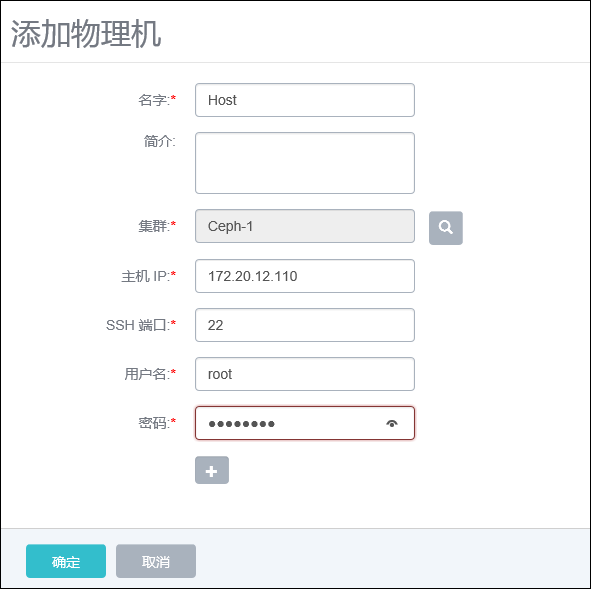 添加物理机
名字:* Host
简介:
集群:* Ceph-1
主机 IP:* 172.20.12.110
SSH 端口:* 22
用户名:* root
密码:* ●●●●●●●●
确定 取消